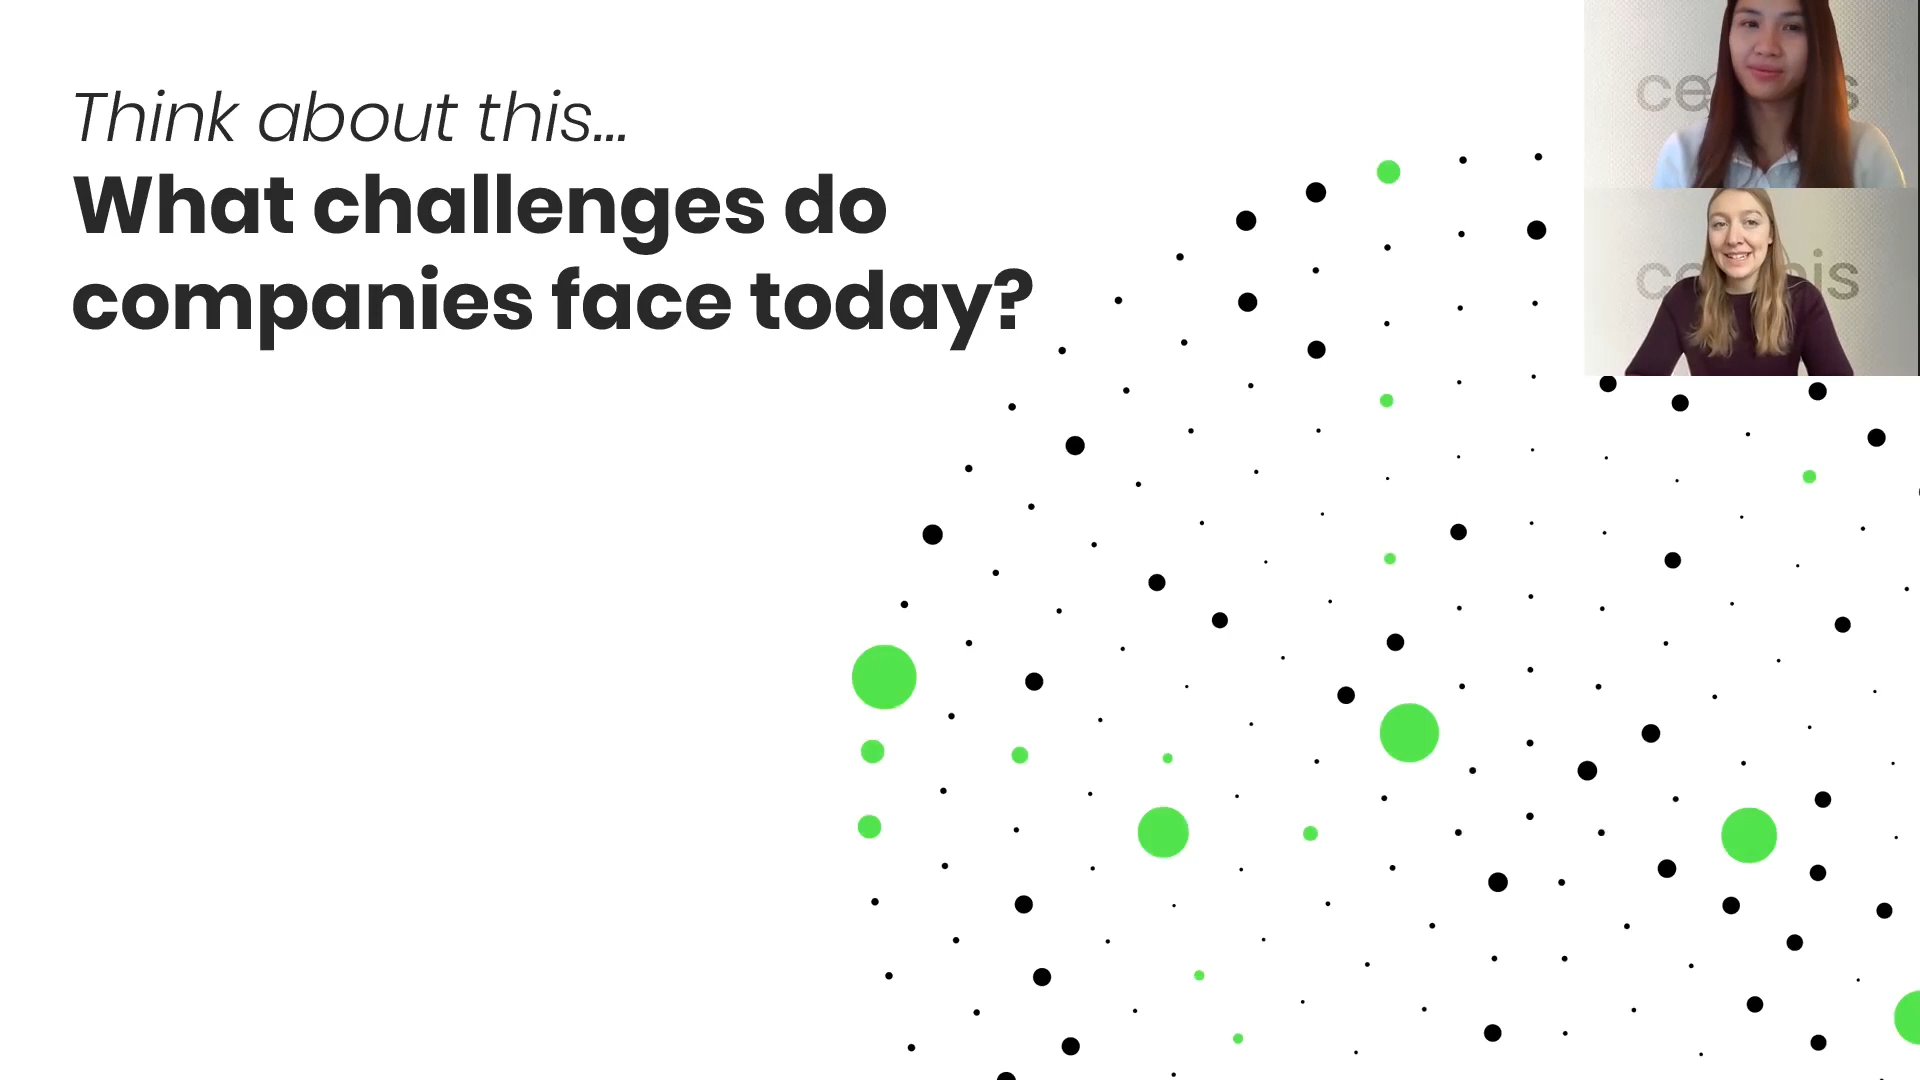 Think about this...
What challenges do
companies face today?